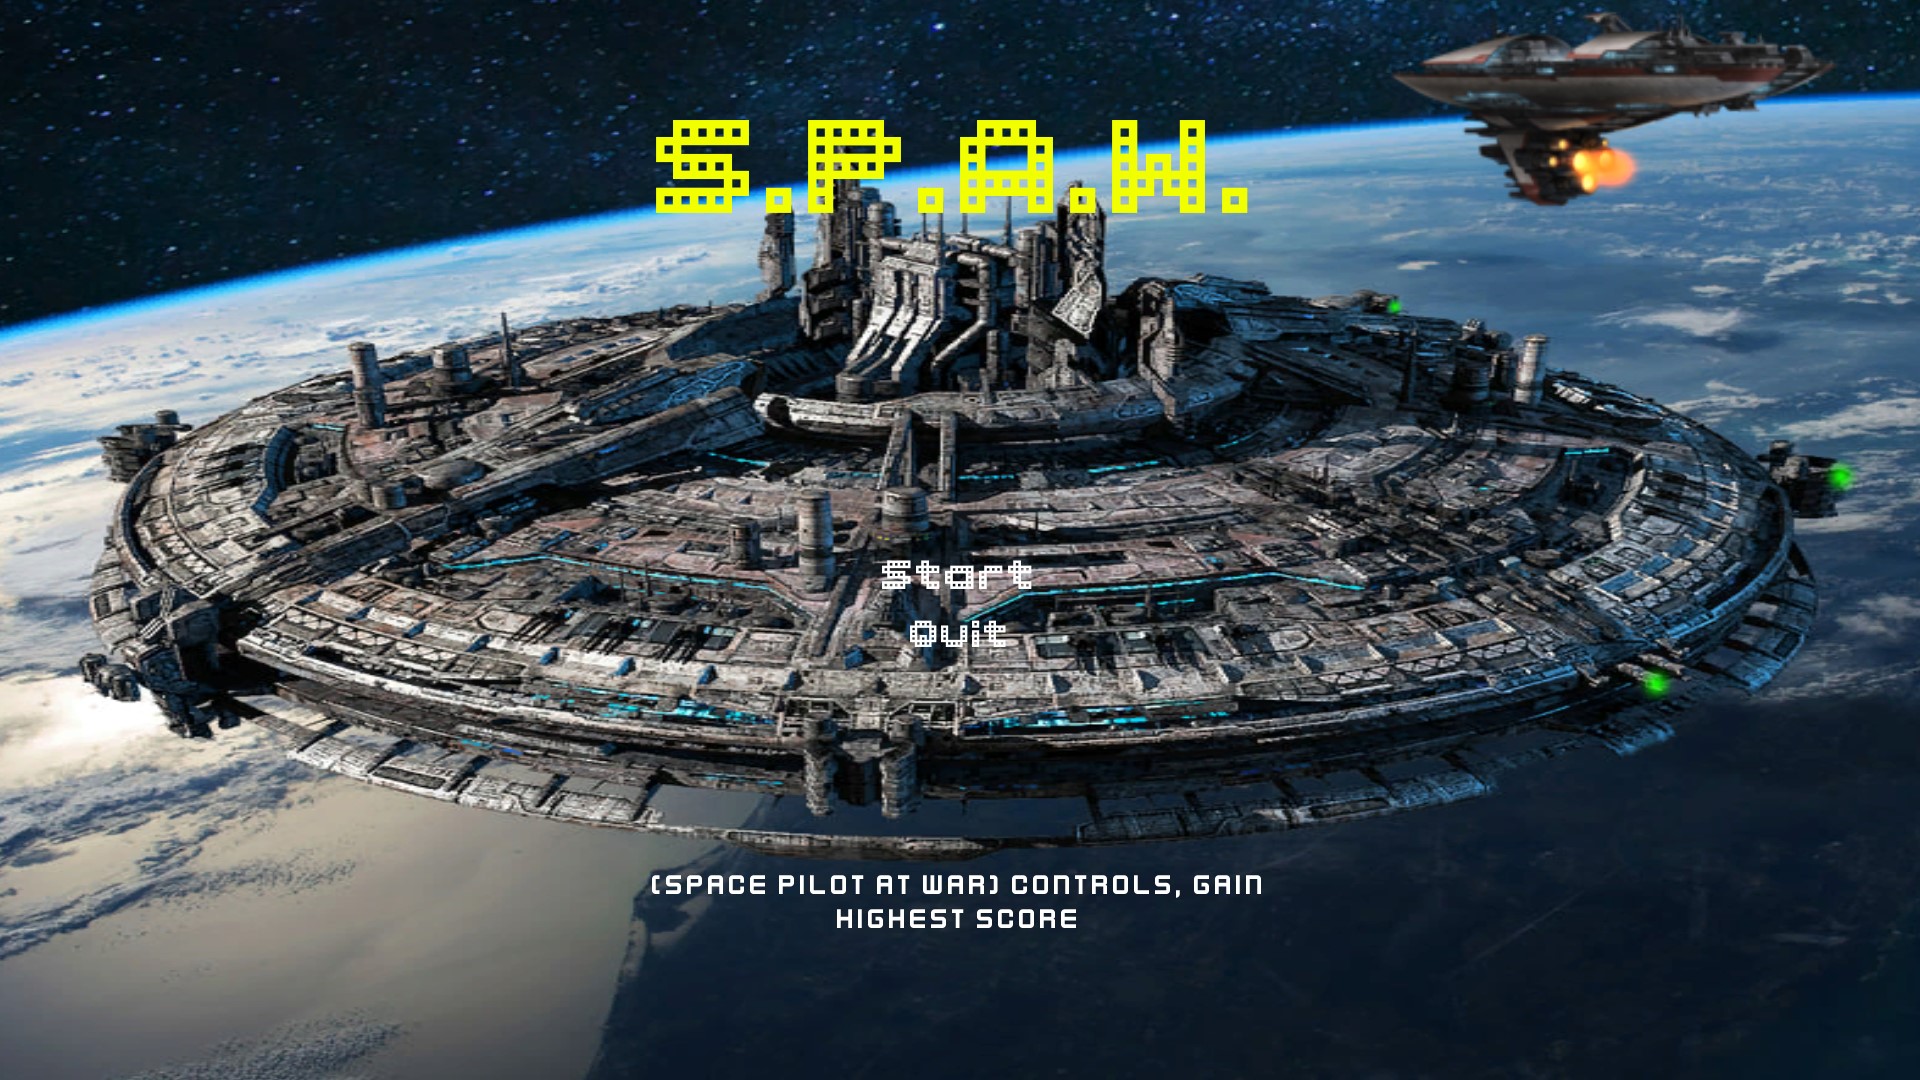 S.P.A.W.
Start
Quit
(SPACE PILOT AT WAR) CONTROLS, GAIN
HIGHEST SCORE